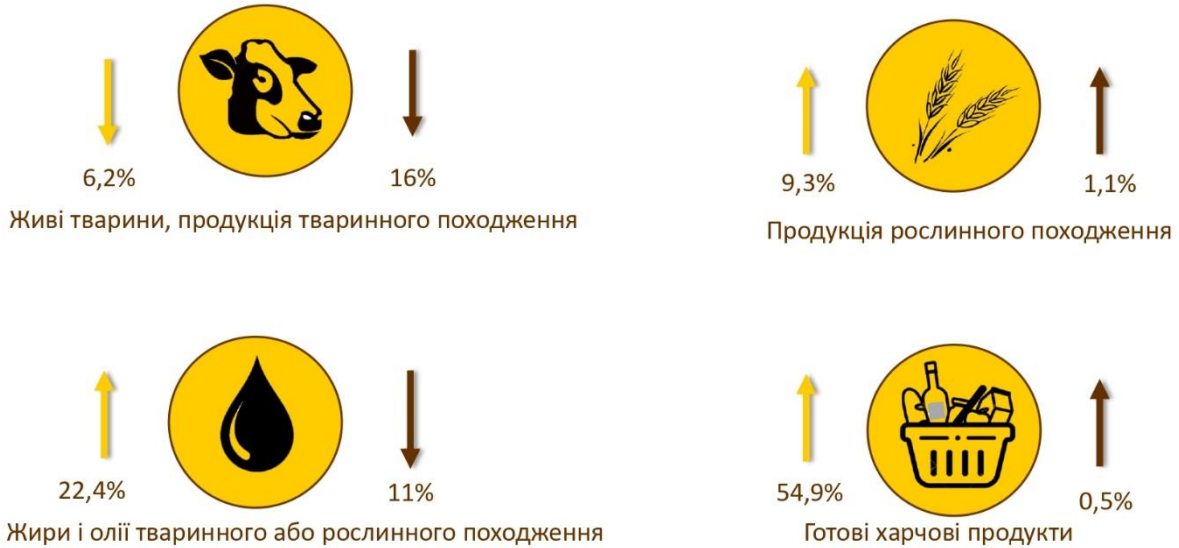 6,2%
16%
Живі тварини, продукція тваринного походження
9,3%
1,1%
Продукція рослинного походження
22,4%
11%
Жири і олії тваринного або рослинного походження
54,9%
0,5%
Готові харчові продукти